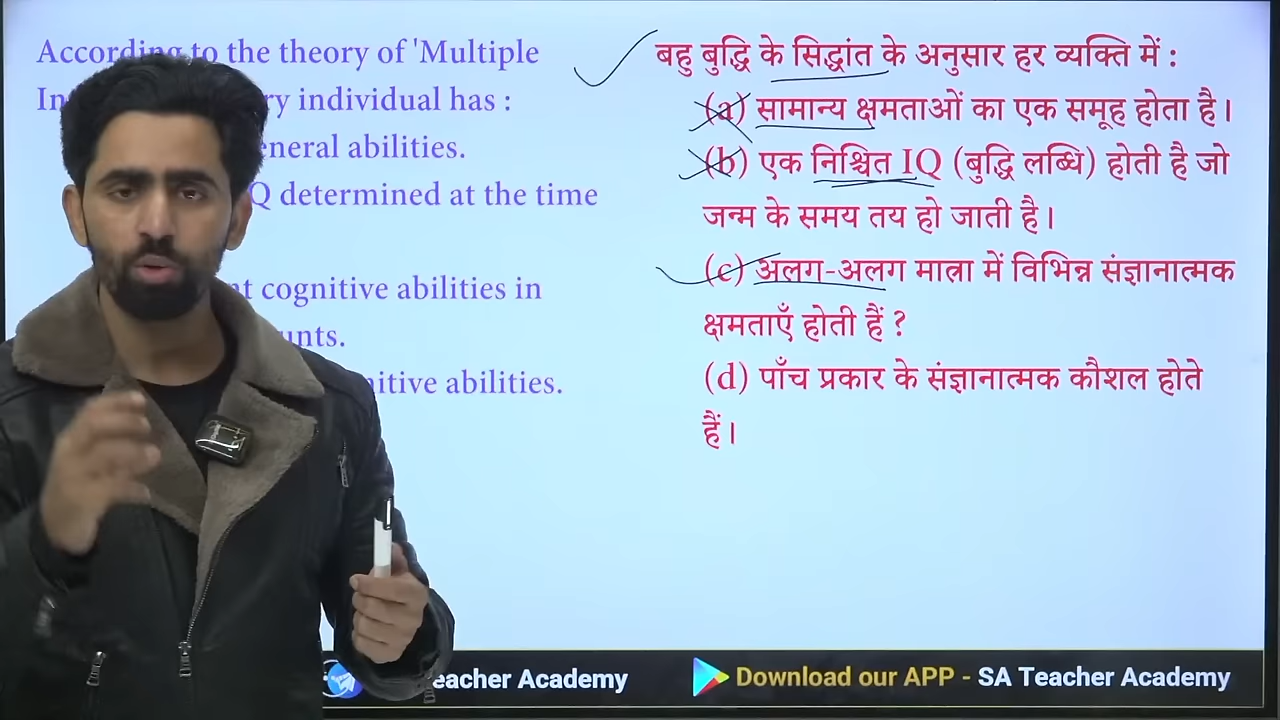 According to the theory of 'Multiple
ry individual has :
eneral abilities.
Q determined at the time
nt cognitive abilities in
unts.
nitive abilities.
बहु बुद्धि के सिद्धांत के अनुसार हर व्यक्ति में :
(a) सामान्य क्षमताओं का एक समूह होता है।
(b) एक निश्चित IQ (बुद्धि लब्धि) होती है जो
जन्म के समय तय हो जाती है।
(c) अलग-अलग मात्रा में विभिन्न संज्ञानात्मक
क्षमताएँ होती हैं ?
(d) पाँच प्रकार के संज्ञानात्मक कौशल होते
हैं।
eacher Academy
Download our APP - SA Teacher Academy